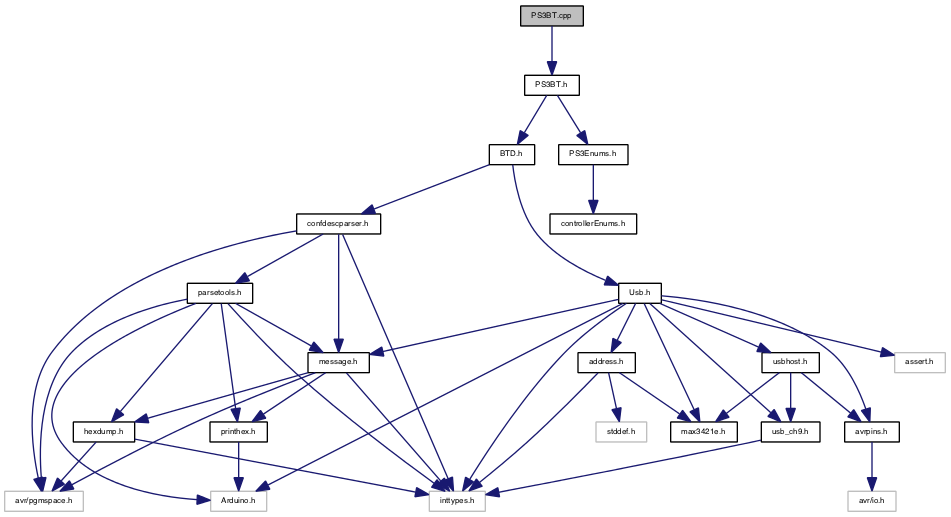 PS3BT.cpp
PS3BT.h
BTD.h
PS3Enums.h
confdescparser.h
controllerEnums.h
parsetools.h
Usb.h
message.h
address.h
usbhost.h
assert.h
hexdump.h
printhex.h
stddef.h
max3421e.h
usb_ch9.h
avrpins.h
avr/pgmspace.h
Arduino.h
inttypes.h
avr/io.h